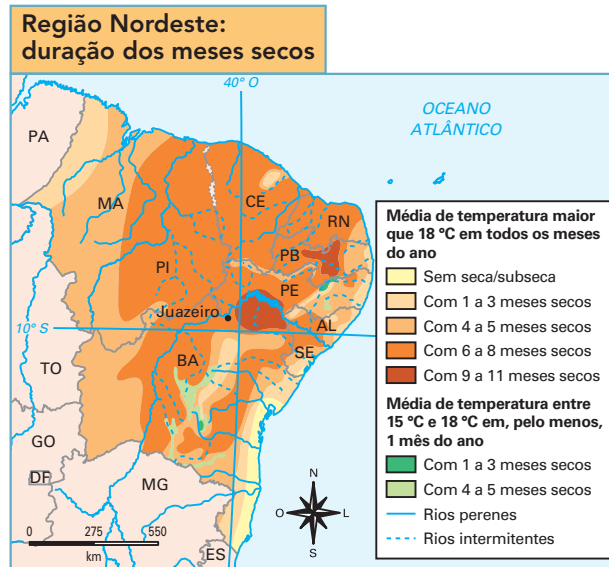 Região Nordeste:
duração dos meses secos
40° O
OCEANO
ATLÂNTICO
PA
MA
CE
RN
PB
PI
PE
Juazeiro
AL
10° S
SE
BA
TO
GO
DF
MG
ES
N
O
L
S
0 275 550
km
Média de temperatura maior
que 18 °C em todos os meses
do ano
Sem seca/subseca
Com 1 a 3 meses secos
Com 4 a 5 meses secos
Com 6 a 8 meses secos
Com 9 a 11 meses secos
Média de temperatura entre
15 °C e 18 °C em, pelo menos,
1 mês do ano
Com 1 a 3 meses secos
Com 4 a 5 meses secos
Rios perenes
Rios intermitentes